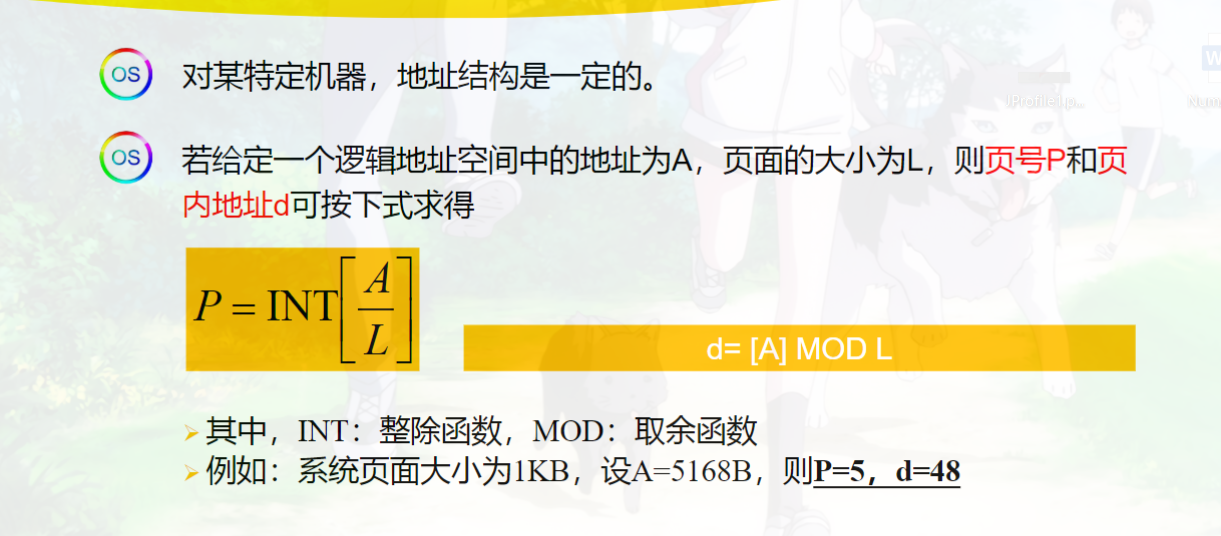 OS 对某特定机器，地址结构是一定的。
OS 若给定一个逻辑地址空间中的地址为A，页面的大小为L，则页号P和页
内地址d可按下式求得
P = INT[A/L]
d= [A] MOD L
➢ 其中，INT：整除函数，MOD：取余函数
➢ 例如：系统页面大小为1KB，设A=5168B，则P=5，d=48